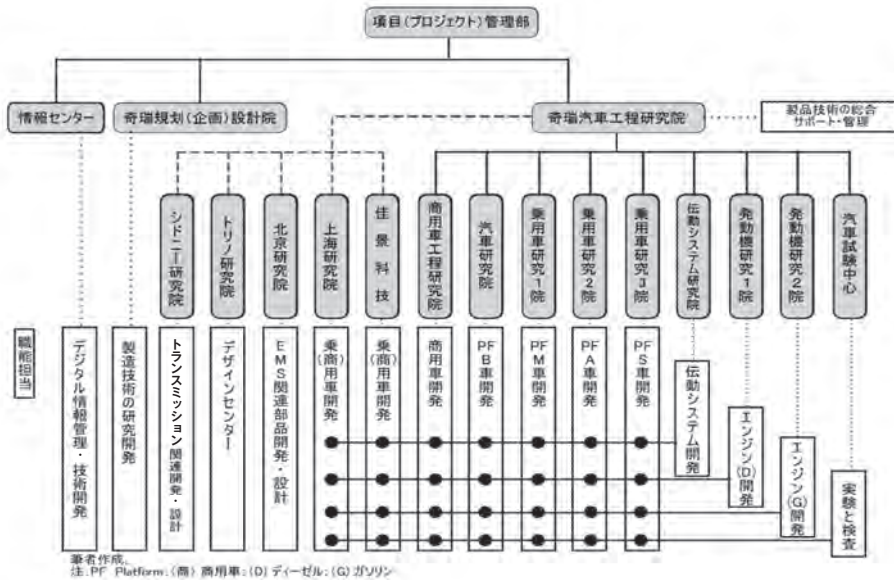 項目(プロジェクト)管理部
情報センター
奇瑞規劃(企画)設計院
奇瑞汽車工程研究院
製品技術の総合
サポート・管理
シドニー研究院
トリノ研究院
北京研究院
上海研究院
佳景科技
商用車工程研究院
汽車研究院
乗用車研究1院
乗用車研究2院
乗用車研究3院
伝動システム研究院
発動機研究1院
発動機研究2院
汽車試験中心
職能担当
デジタル情報管理・技術開発
製造技術の研究開発
トランスミッション関連開発・設計
デザインセンター
EMS関連部品開発・設計
乗(商)用車開発
乗(商)用車開発
商用車開発
PFB車開発
PFM車開発
PFA車開発
PFS車開発
伝動システム開発
エンジン(D)開発
エンジン(G)開発
実験と検査
筆者作成.
注:PF Platform:(商) 商用車:(D) ディーゼル:(G) ガソリン